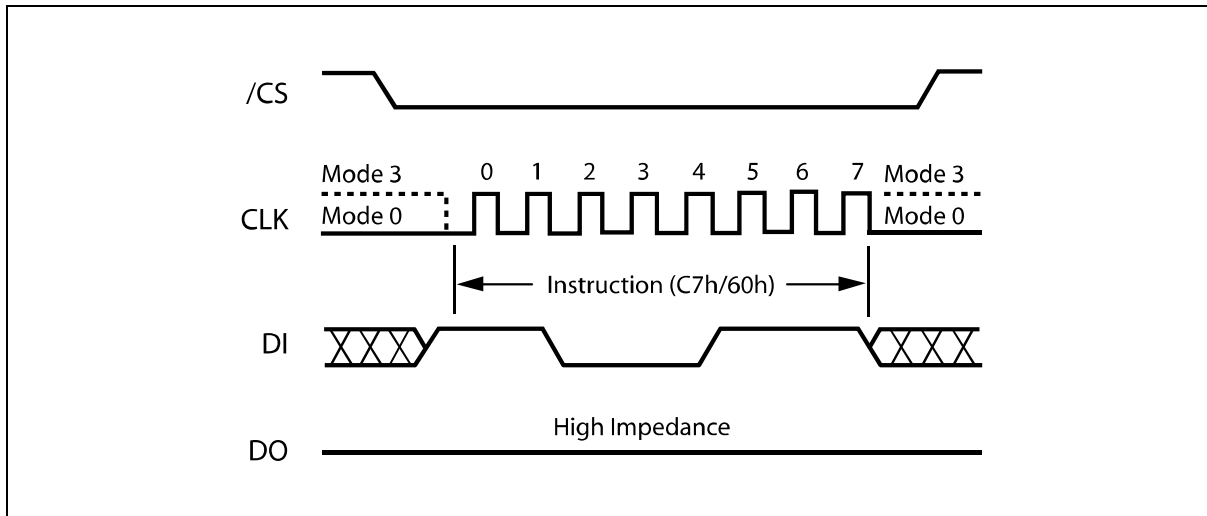 /CS
Mode 3 0 1 2 3 4 5 6 7 Mode 3
CLK Mode 0 Mode 0
Instruction (C7h/60h)
DI
High Impedance
DO